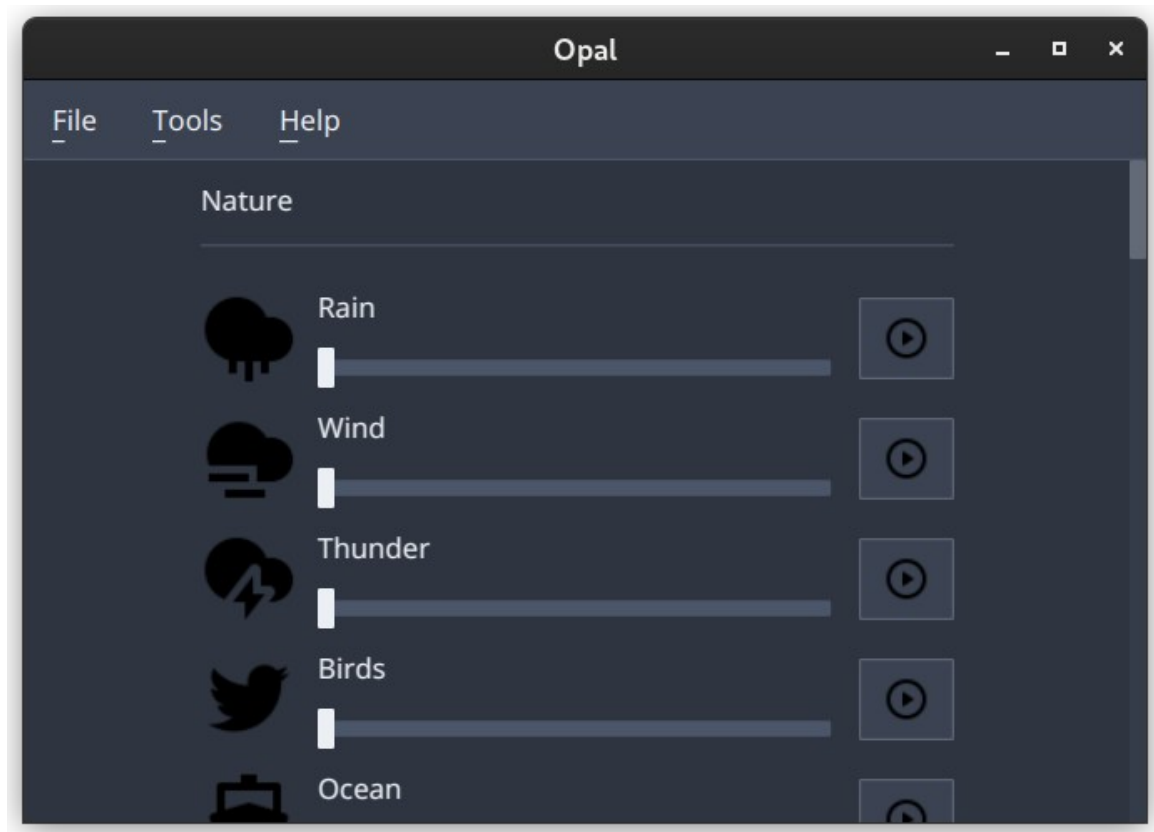 Opal
File Tools Help
Nature
Rain
Wind
Thunder
Birds
Ocean